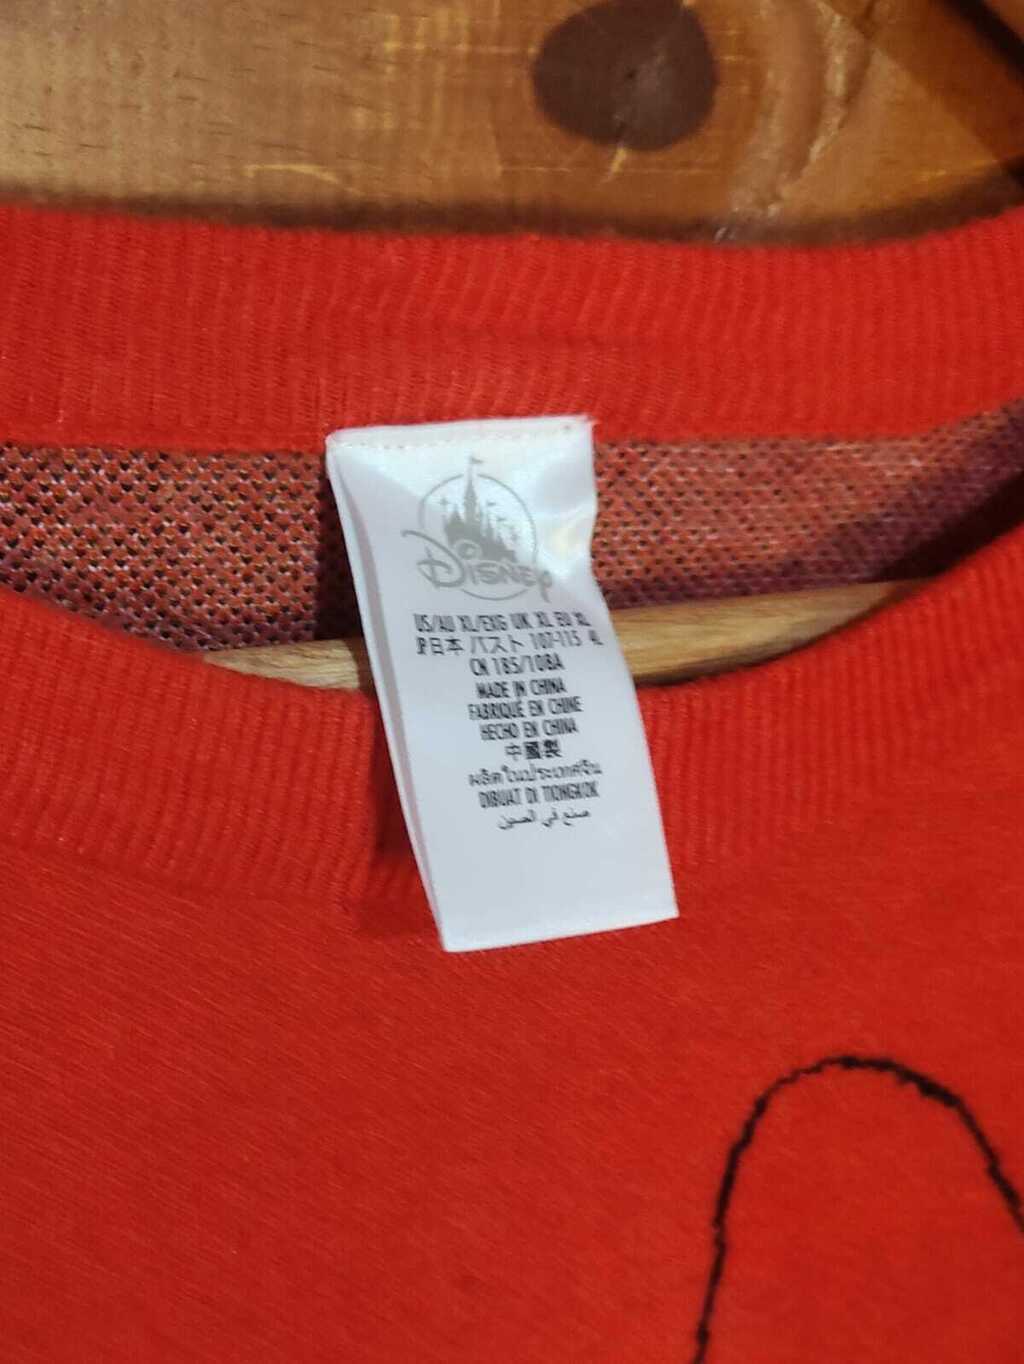 Disney
US/AU XL/EXG UK XL EU XL
JP日本 バスト 107-115 4L
CN 185/108A
MADE IN CHINA
FABRIQUÉ EN CHINE
HECHO EN CHINA
中國製
ผลิตในประเทศจีน
DIBUAT DI TIONGKOK
صنع في الصين